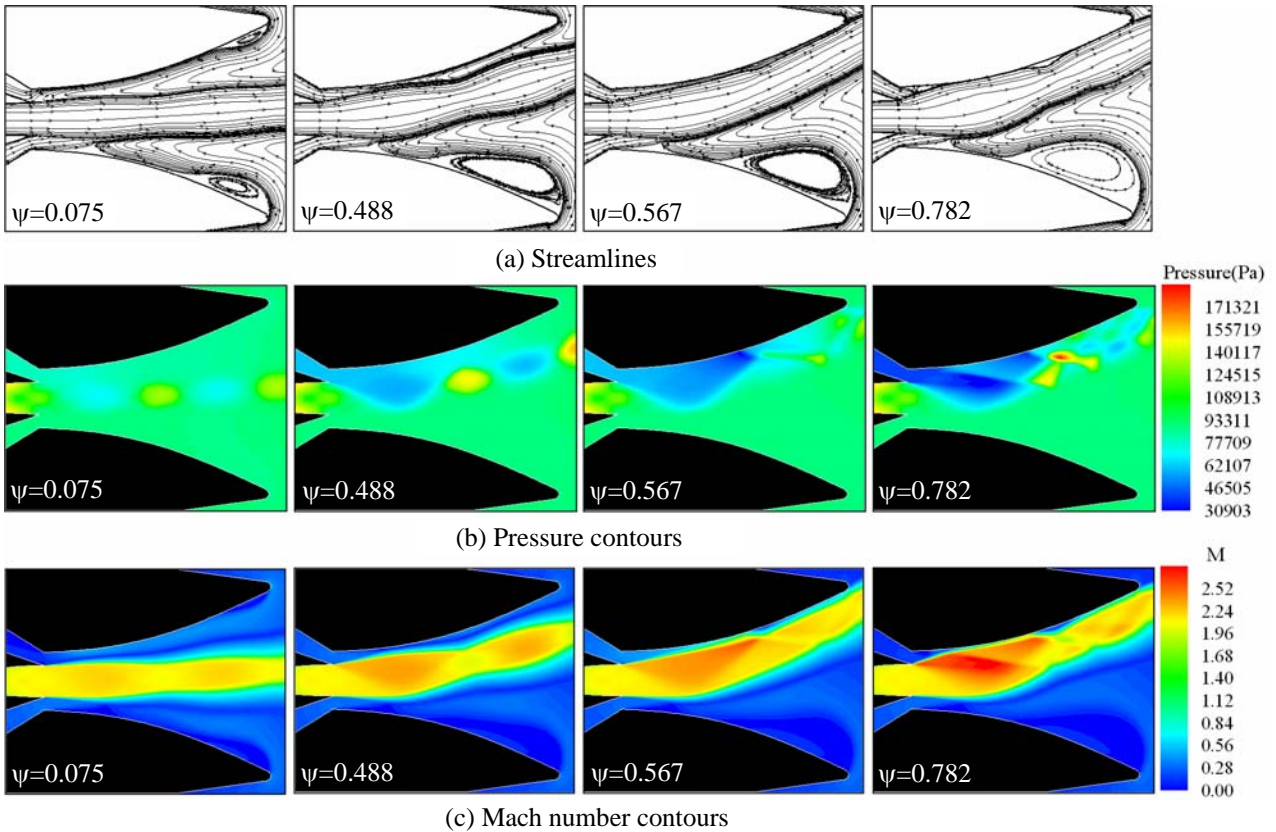 ψ=0.075
ψ=0.488
ψ=0.567
ψ=0.782
(a) Streamlines
Pressure(Pa)
171321
155719
140117
124515
108913
93311
77709
62107
46505
30903
ψ=0.075
ψ=0.488
ψ=0.567
ψ=0.782
(b) Pressure contours
M
2.52
2.24
1.96
1.68
1.40
1.12
0.84
0.56
0.28
0.00
ψ=0.075
ψ=0.488
ψ=0.567
ψ=0.782
(c) Mach number contours